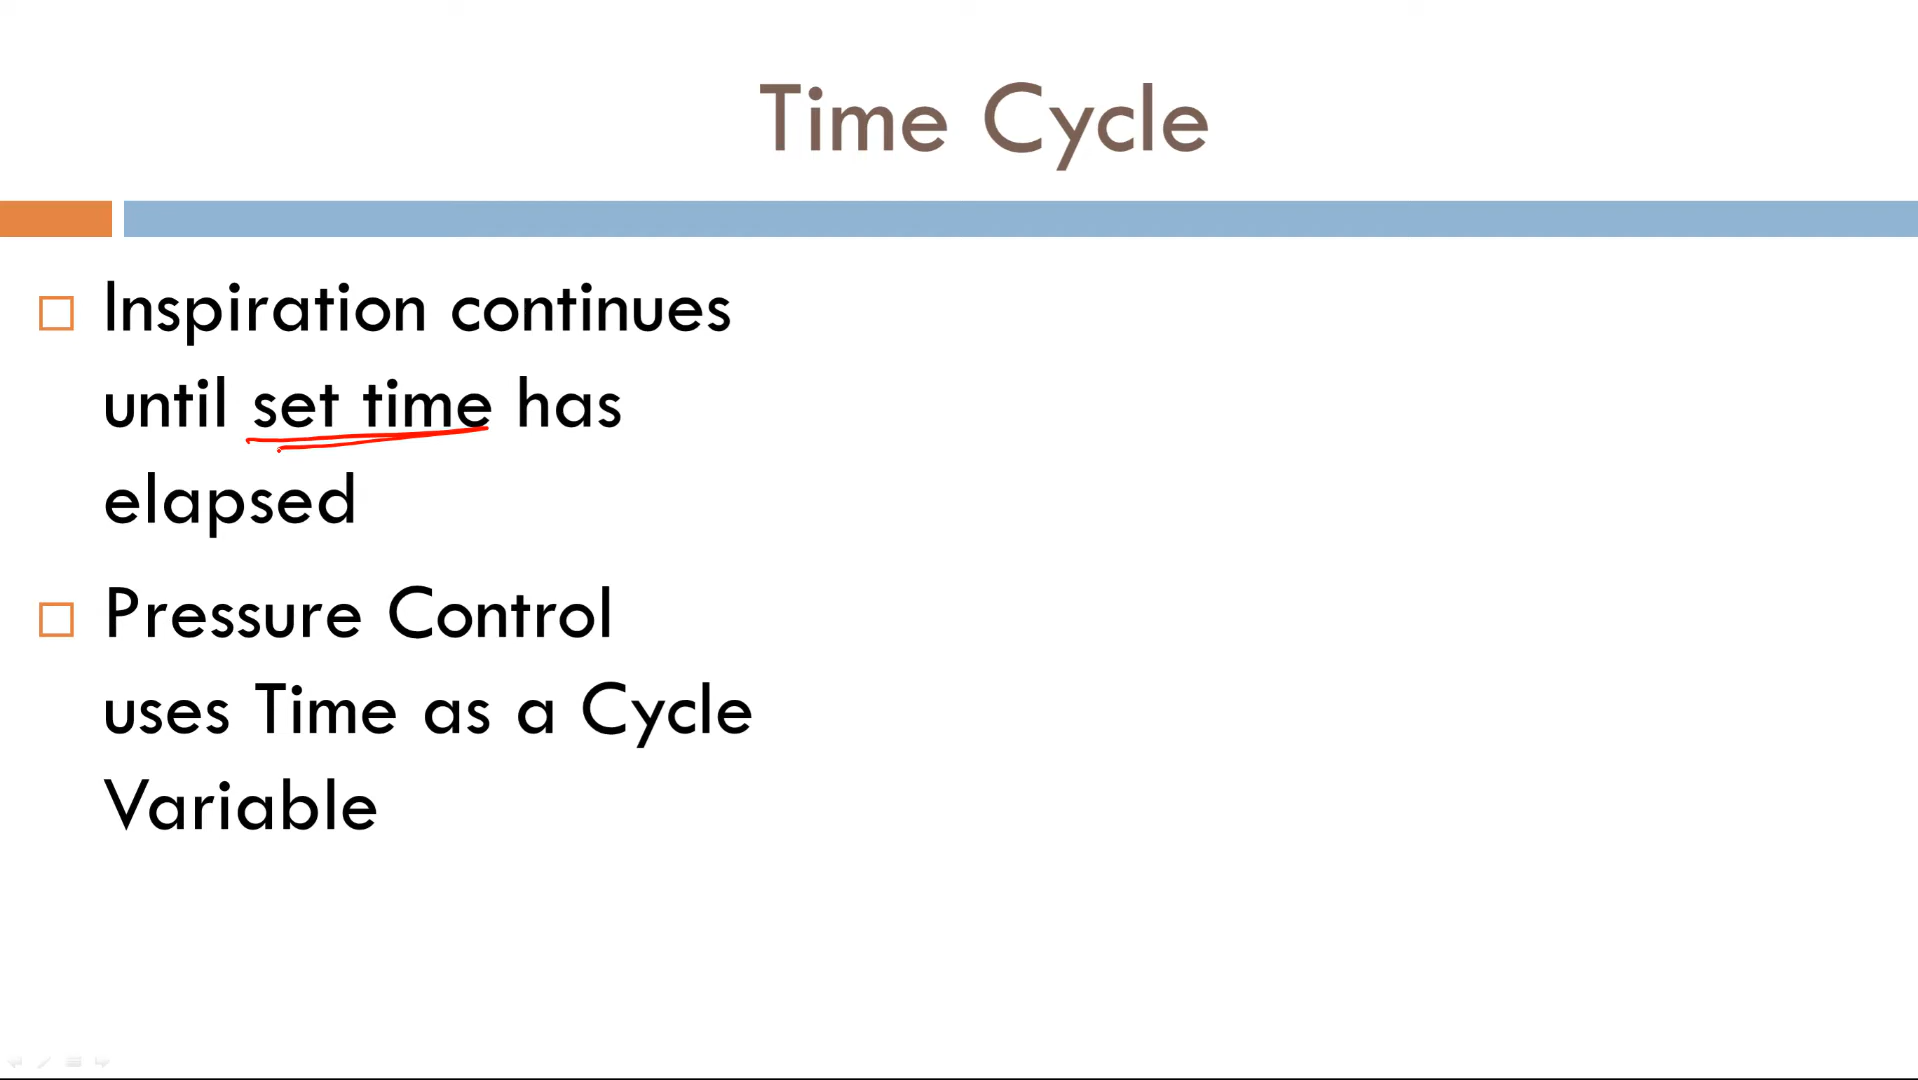 Time Cycle
Inspiration continues
until set time has
elapsed
Pressure Control
uses Time as a Cycle
Variable